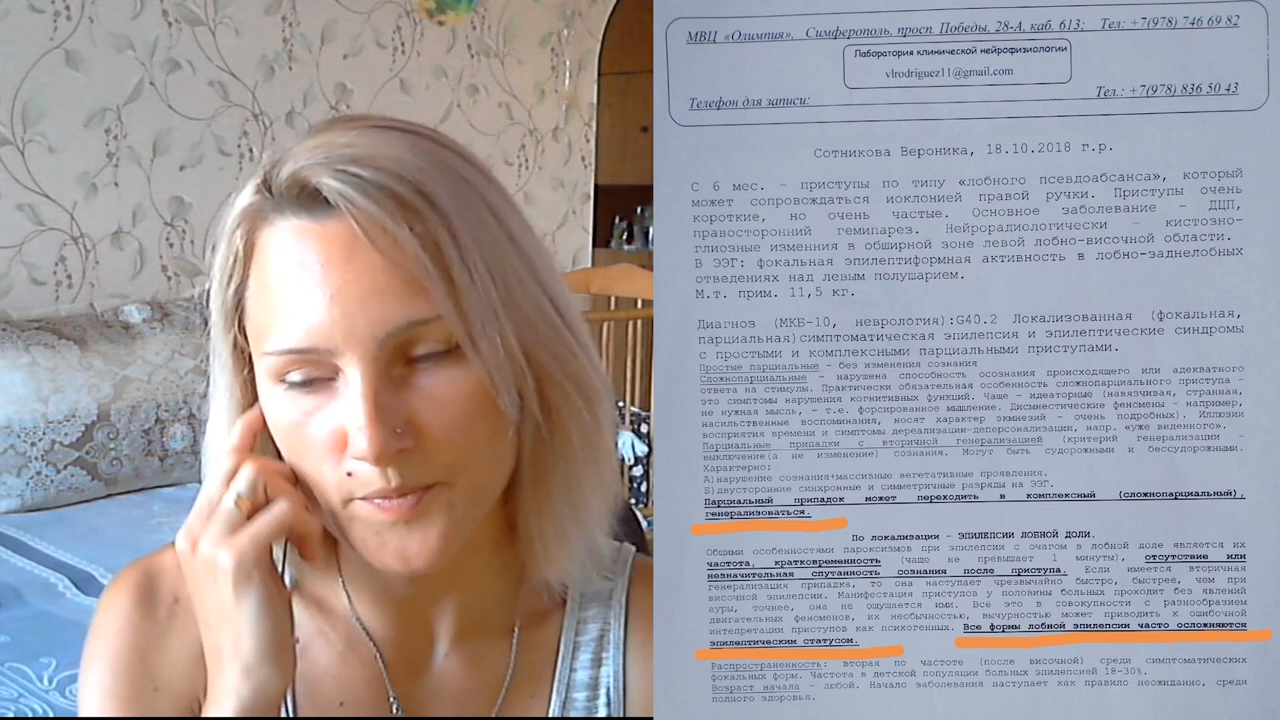 МВЦ «Олимпия», Симферополь, просп. Победы, 28-А, каб. 613; Тел: +7(978) 746 69 82
Лаборатория клинической нейрофизиологии
vlrodriguez11@gmail.com
Телефон для записи: Тел.: +7(978) 836 50 43
Сотникова Вероника, 18.10.2018 г.р.
С 6 мес. – приступы по типу «лобного псевдоабсанса», который
может сопровождаться иоклонией правой ручки. Приступы очень
короткие, но очень частые. Основное заболевание – ДЦП,
правосторонний гемипарез. Нейрорадиологически – кистозно-
глиозные изменния в обширной зоне левой лобно-височной области.
В ЭЭГ: фокальная эпилептиформная активность в лобно-заднелобных
отведениях над левым полушарием.
М.т. прим. 11,5 кг.
Диагноз (МКБ-10, неврология):G40.2 Локализованная (фокальная,
парциальная)симптоматическая эпилепсия и эпилептические синдромы
с простыми и комплексными парциальными приступами.
Простые парциальные – без изменения сознания
Сложнопарциальные – нарушена способность осознания происходящего или адекватного
ответа на стимулы. Практически обязательная особенность сложнопарциального приступа –
это симптомы нарушения когнитивных функций. Чаще – идеаторные (навязчивая, странная,
не нужная мысль, – т.е. форсированное мышление. Дисмнестические феномены – например,
насильственные воспоминания, носят характер экмнезий – очень подробных). Иллюзии
восприятия времени и симптомы дереализации-деперсонализации, напр. «уже виденного».
Парциальные припадки с вторичной генерализацией (критерий генерализации –
выключение(а не изменение) сознания. Могут быть судорожными и бессудорожными.
Характерно:
А)нарушение сознания+массивные вегетативные проявления.
Б)двусторонние синхронные и симметричные разряды на ЭЭГ.
Парциальный припадок может переходить в комплексный (сложнопарциальный),
генерализоваться.
По локализации – ЭПИЛЕПСИИ ЛОБНОЙ ДОЛИ.
Общими особенностями пароксизмов при эпилепсии с очагом в лобной доле является их
частота, кратковременность (чаще не превышает 1 минуты), отсутствие или
незначительная спутанность сознания после приступа. Если имеется вторичная
генерализация припадка, то она наступает чрезвычайно быстро, быстрее, чем при
височной эпилепсии. Манифестация приступов у половины больных проходит без явлений
ауры, точнее, она не ощущается ими. Всё это в совокупности с разнообразием
двигательных феноменов, их необычностью, вычурностью может приводить к ошибочной
интепретации приступов как психогенных. Все формы лобной эпилепсии часто осложняются
эпилептическим статусом.
Распространенность: вторая по частоте (после височной) среди симптоматических
фокальных форм. Частота в детской популяции больных эпилепсией 18-30%.
Возраст начала – любой. Начало заболевания наступает как правило неожиданно, среди
полного здоровья.